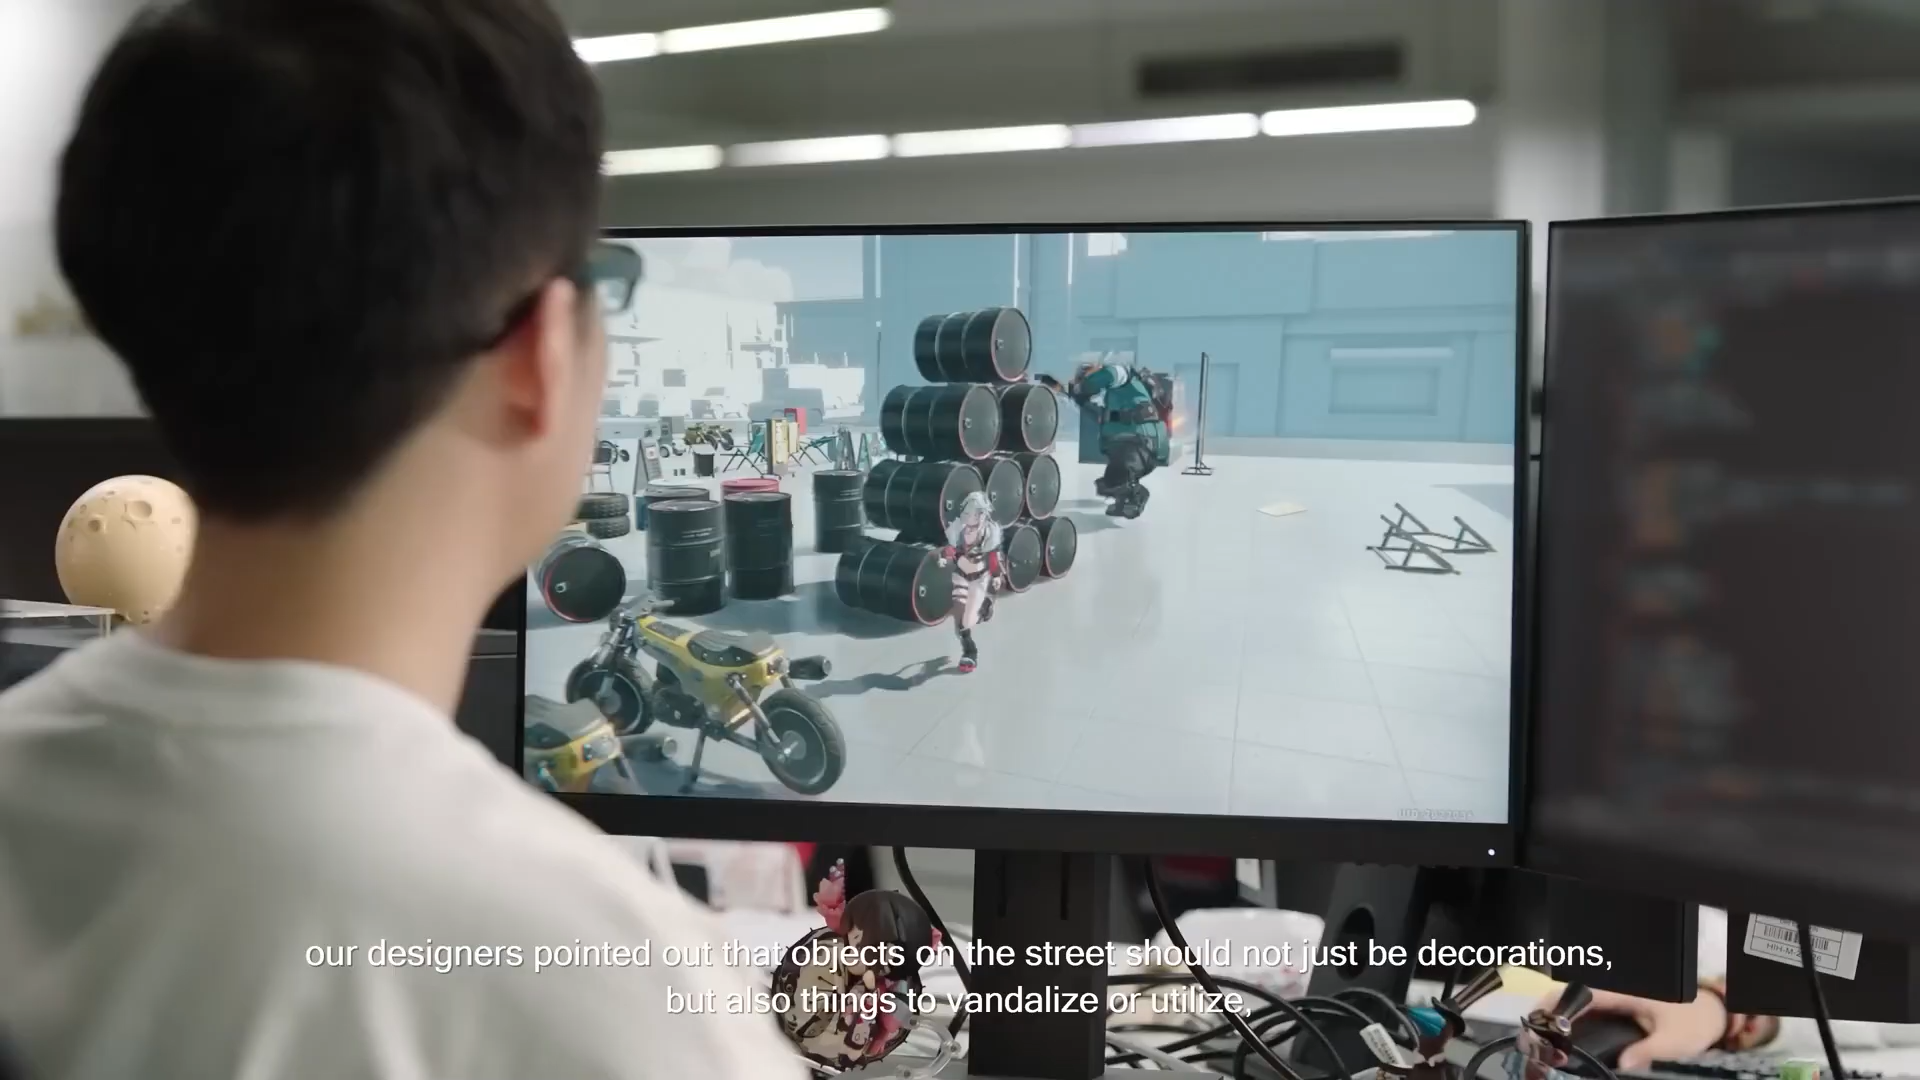 our designers pointed out that objects on the street should not just be decorations,
but also things to vandalize or utilize,